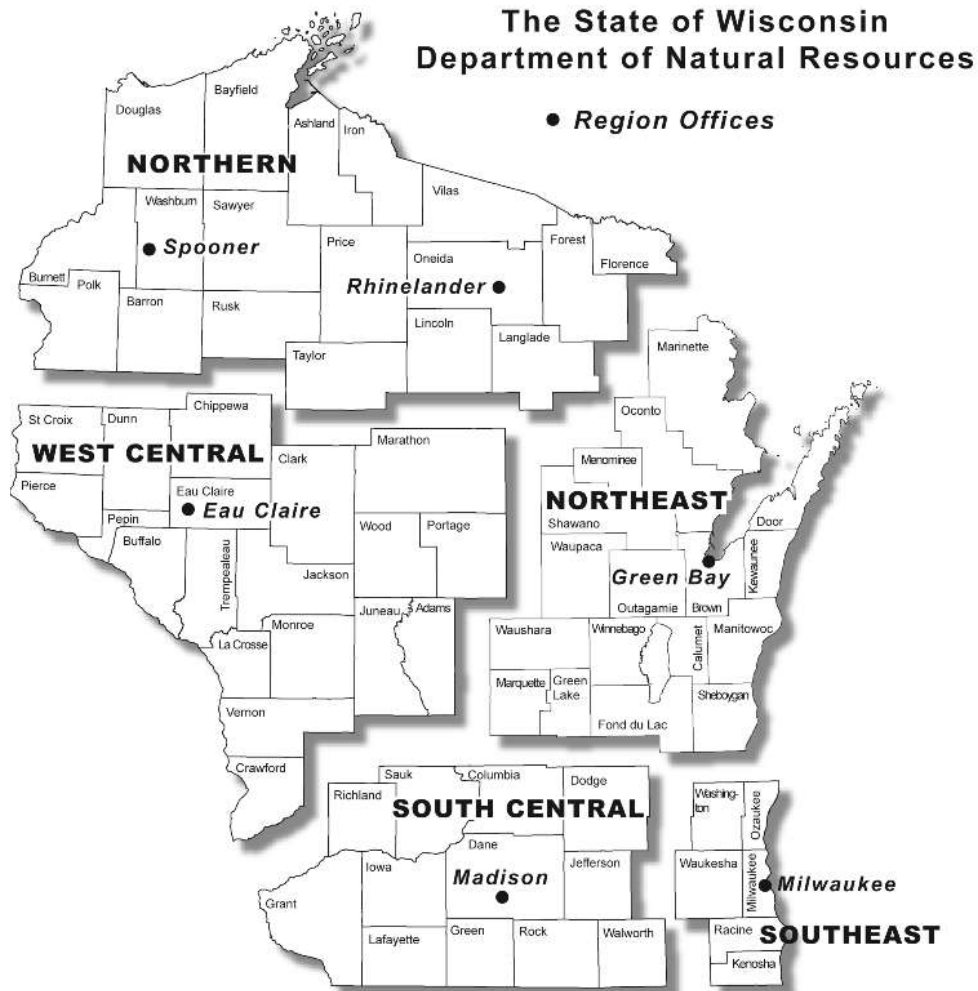 The State of Wisconsin
Department of Natural Resources
Region Offices
Douglas
Bayfield
Ashland
Iron
NORTHERN
Vilas
Washburn
Sawyer
Spooner
Price
Forest
Florence
Oneida
Burnett
Polk
Rhinelander
Barron
Rusk
Lincoln
Langlade
Taylor
Marinette
Chippewa
St Croix
Dunn
WEST CENTRAL
Marathon
Clark
Pierce
Eau Claire
Eau Claire
Pepin
Buffalo
Trempealeau
Wood
Portage
Jackson
Juneau
Adams
Monroe
La Crosse
Vernon
Crawford
Oconto
Menominee
NORTHEAST
Shawano
Door
Waupaca
Kewaunee
Green Bay
Outagamie
Brown
Waushara
Winnebago
Calumet
Manitowoc
Marquette
Green
Lake
Sheboygan
Fond du Lac
Sauk
Columbia
Dodge
Richland
SOUTH CENTRAL
Dane
Iowa
Jefferson
Madison
Grant
Lafayette
Green
Rock
Walworth
Washing-
ton
Ozaukee
Waukesha
Milwaukee
Milwaukee
Racine
SOUTHEAST
Kenosha